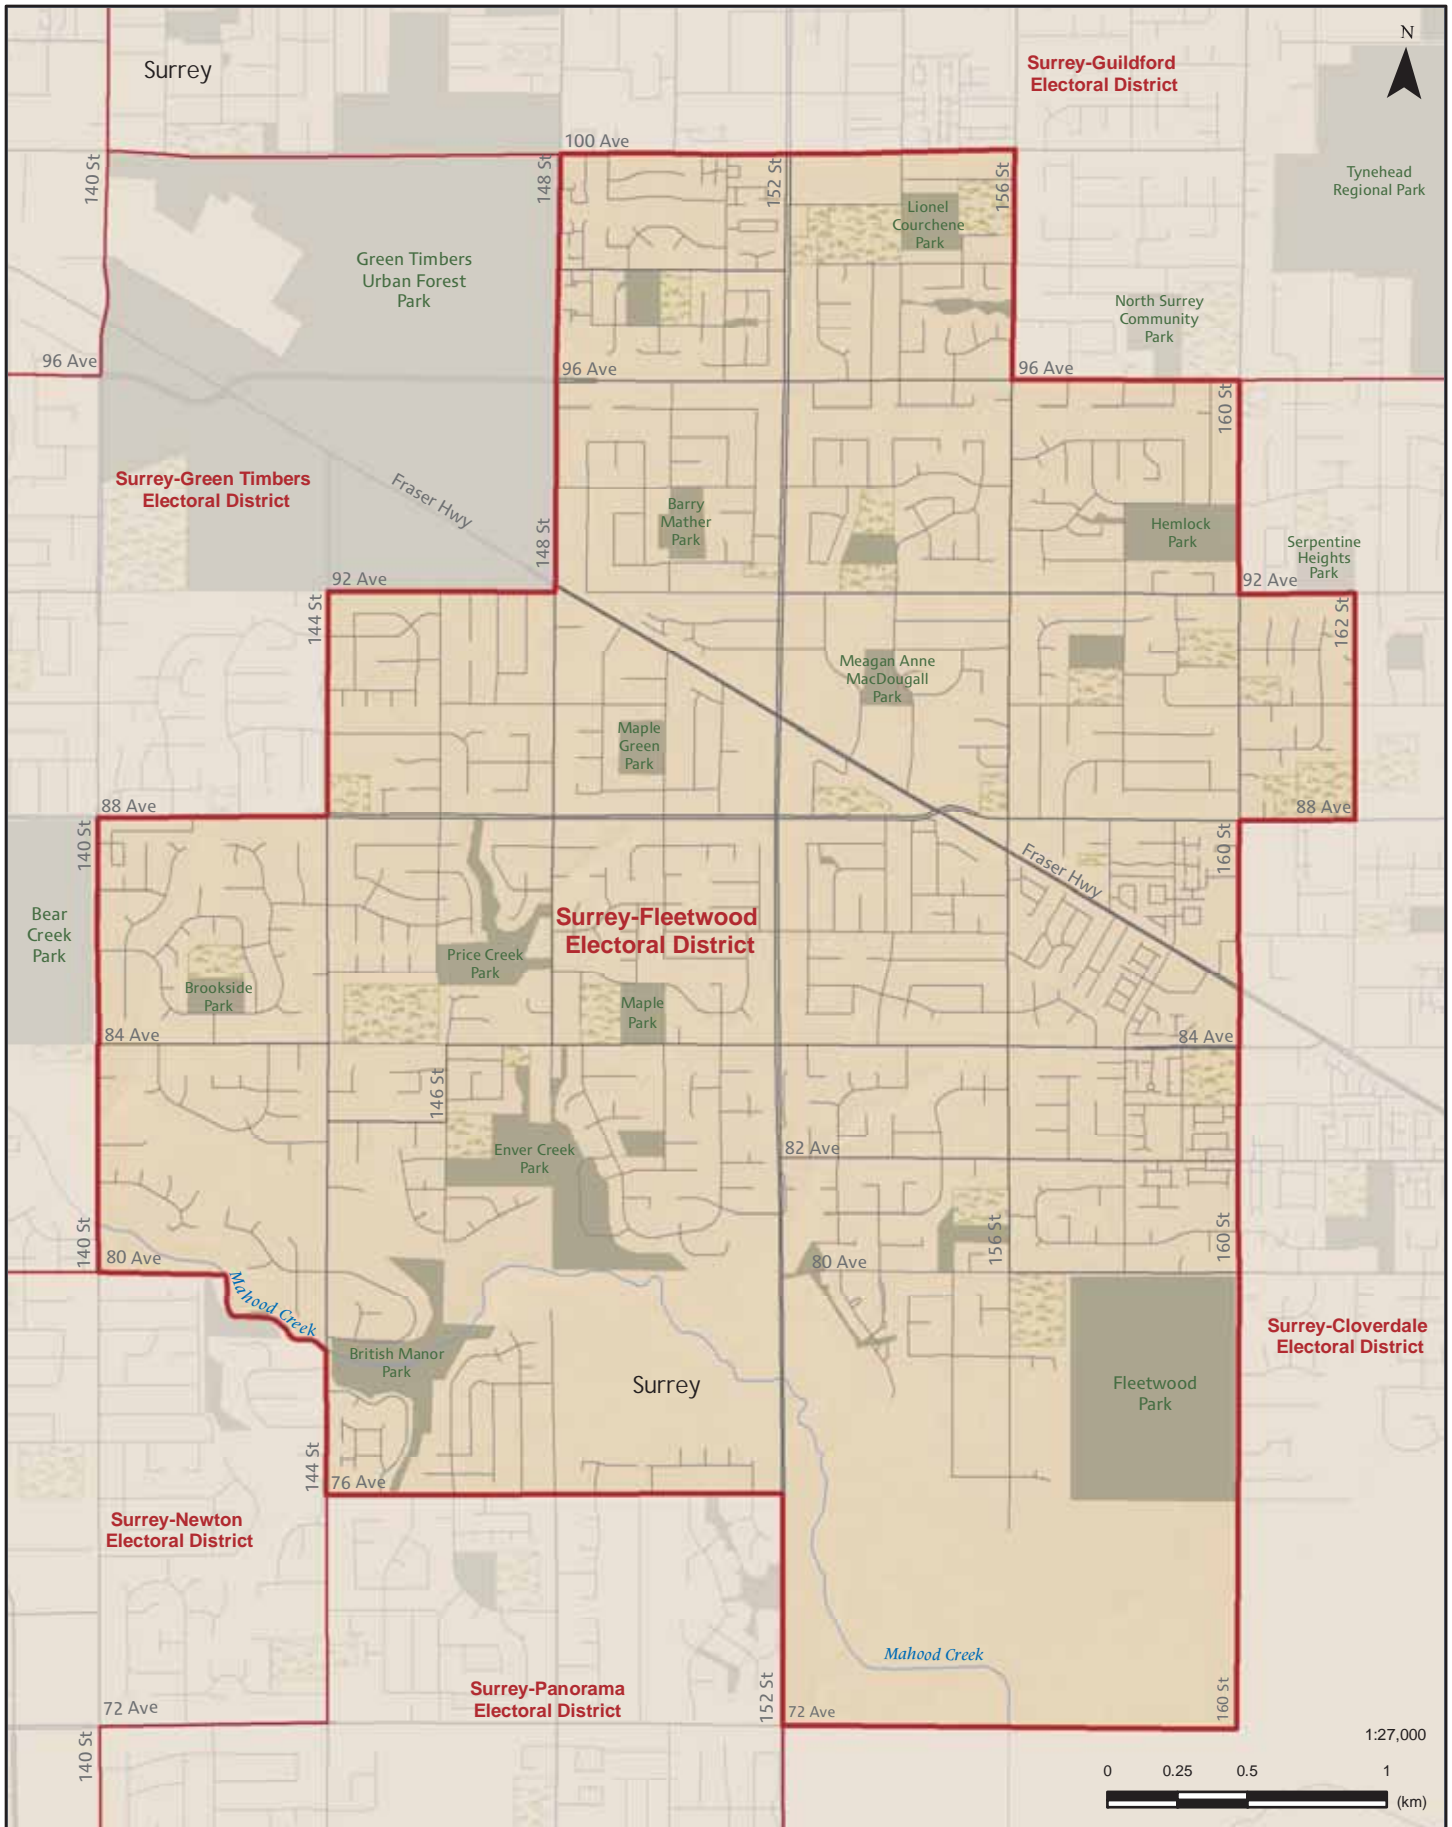 N
Surrey
Surrey-Guildford
Electoral District
100 Ave
140 St
148 St
152 St
156 St
Tynehead
Regional Park
Lionel
Courchene
Park
Green Timbers
Urban Forest
Park
North Surrey
Community
Park
96 Ave
96 Ave
96 Ave
160 St
Surrey-Green Timbers
Electoral District
Fraser Hwy
148 St
Barry
Mather
Park
Hemlock
Park
Serpentine
Heights
Park
92 Ave
92 Ave
144 St
162 St
Meagan Anne
MacDougall
Park
Maple
Green
Park
88 Ave
88 Ave
140 St
160 St
Fraser Hwy
Bear
Creek
Park
Surrey-Fleetwood
Electoral District
Price Creek
Park
Brookside
Park
Maple
Park
84 Ave
84 Ave
146 St
Enver Creek
Park
82 Ave
140 St
156 St
160 St
80 Ave
80 Ave
Mahood Creek
British Manor
Park
Surrey
Fleetwood
Park
Surrey-Cloverdale
Electoral District
144 St
76 Ave
Surrey-Newton
Electoral District
Mahood Creek
Surrey-Panorama
Electoral District
152 St
160 St
72 Ave
72 Ave
140 St
1:27,000
0 0.25 0.5 1
(km)